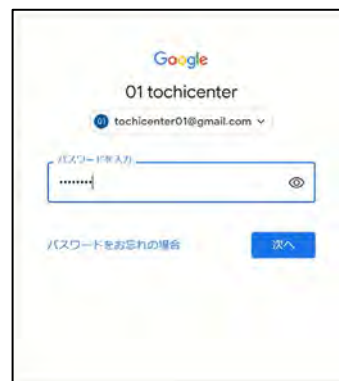 Google
01 tochicenter
01 tochicenter01@gmail.com
パスワードを入力
••••••••
パスワードをお忘れの場合
次へ